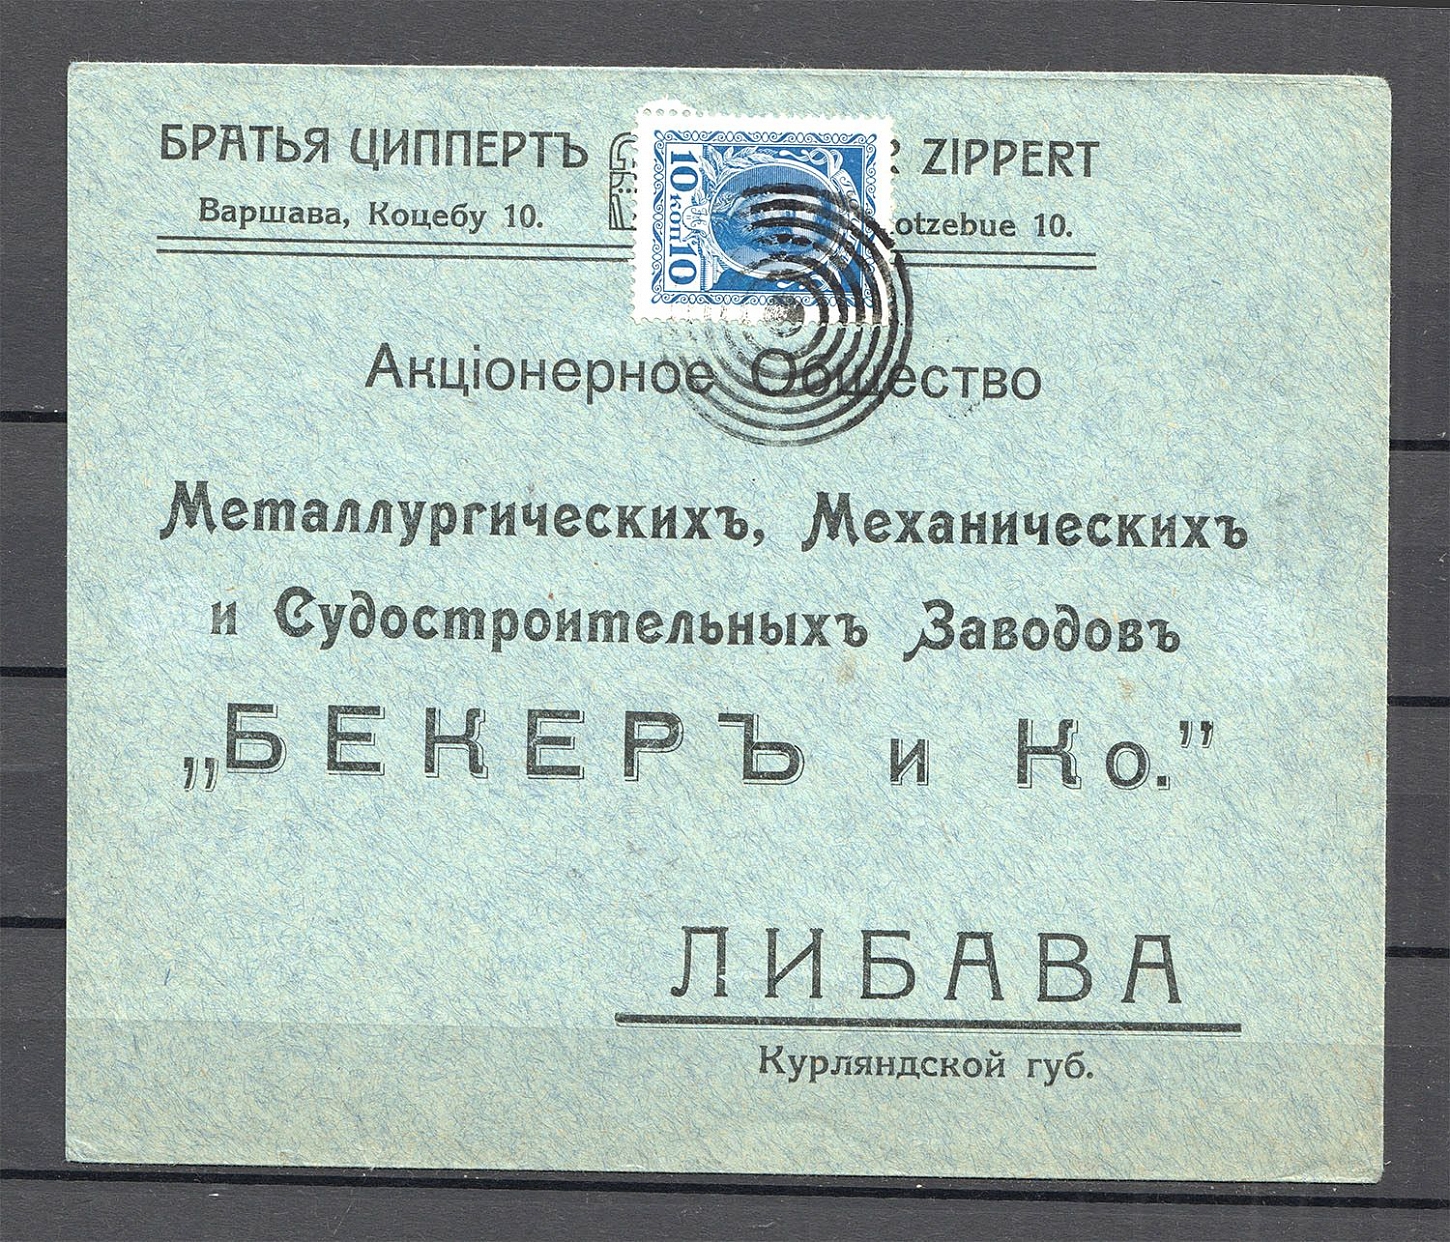 БРАТЬЯ ЦИППЕРТЪ
Варшава, Коцебу 10.
R ZIPPERT
otzebue 10.
10 коп 10
Акціонерное Общество
Металлургическихъ, Механическихъ
и Судостроительныхъ Заводовъ
„БЕКЕРЪ и Ко.”
ЛИБАВА
Курляндской губ.